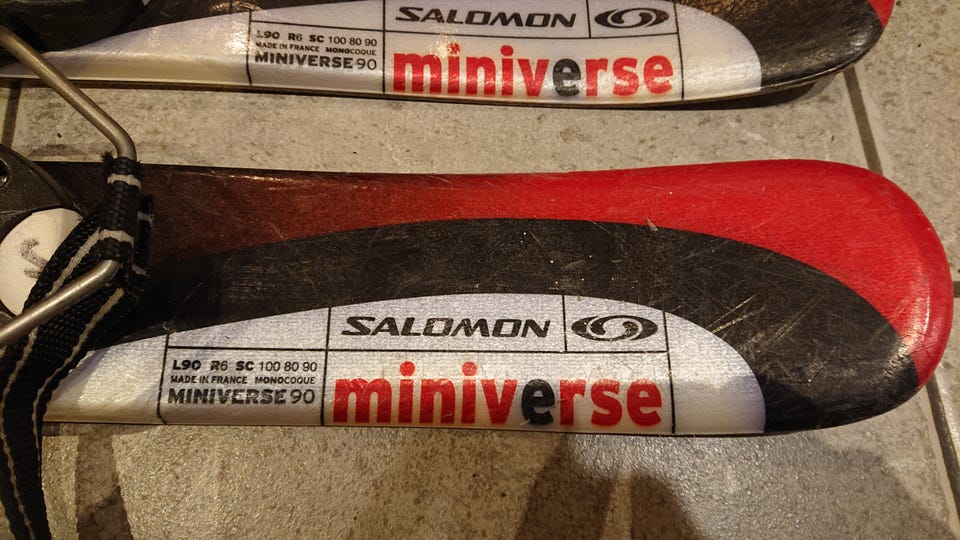 SALOMON
L90 R6 SC 100 80 90
MADE IN FRANCE MONOCOQUE
MINIVERSE 90
miniverse
SALOMON
L90 R6 SC 100 80 90
MADE IN FRANCE MONOCOQUE
MINIVERSE 90
miniverse